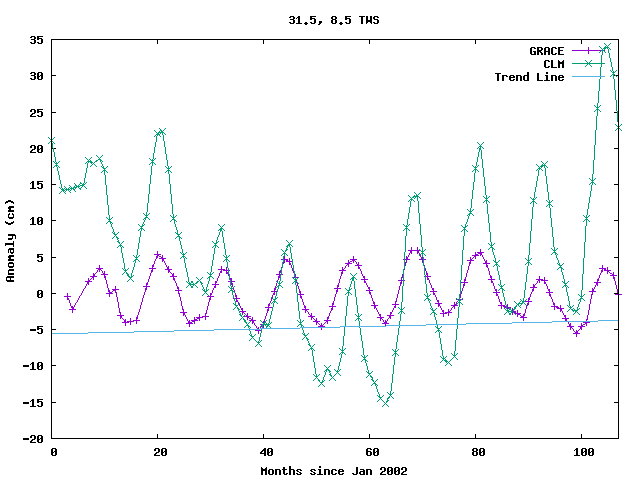 31.5, 8.5 TWS
GRACE
CLM
Trend Line
35
30
25
20
15
10
5
0
-5
-10
-15
-20
Anomaly (cm)
0 20 40 60 80 100
Months since Jan 2002